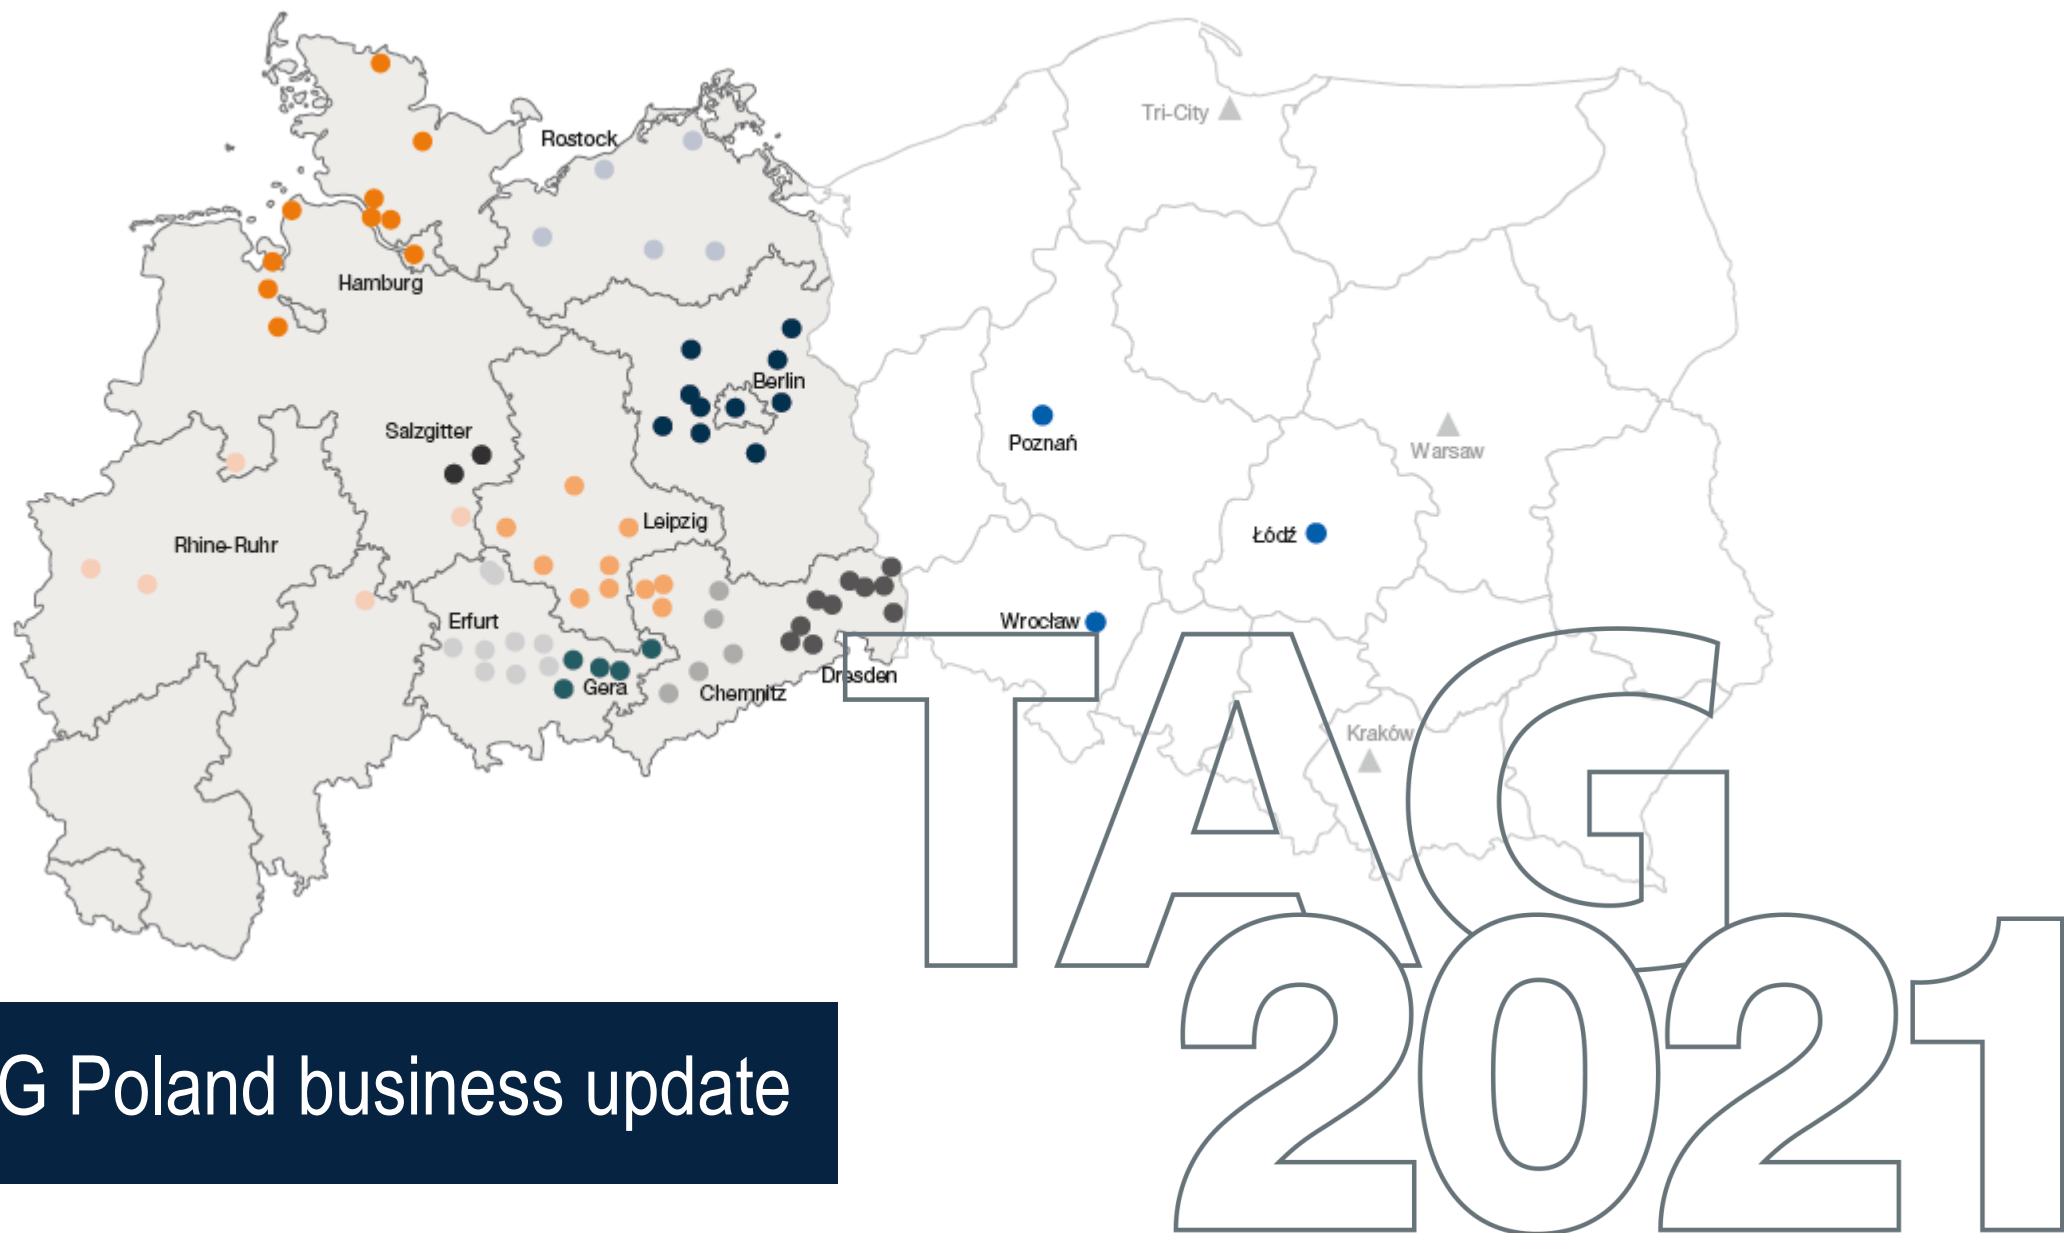 Rostock
Tri-City
Hamburg
Berlin
Salzgitter
Poznań
Warsaw
Leipzig
Łódź
Rhine-Ruhr
Erfurt
Wrocław
Gera
Chemnitz
Dresden
Kraków
TAG
2021
G Poland business update